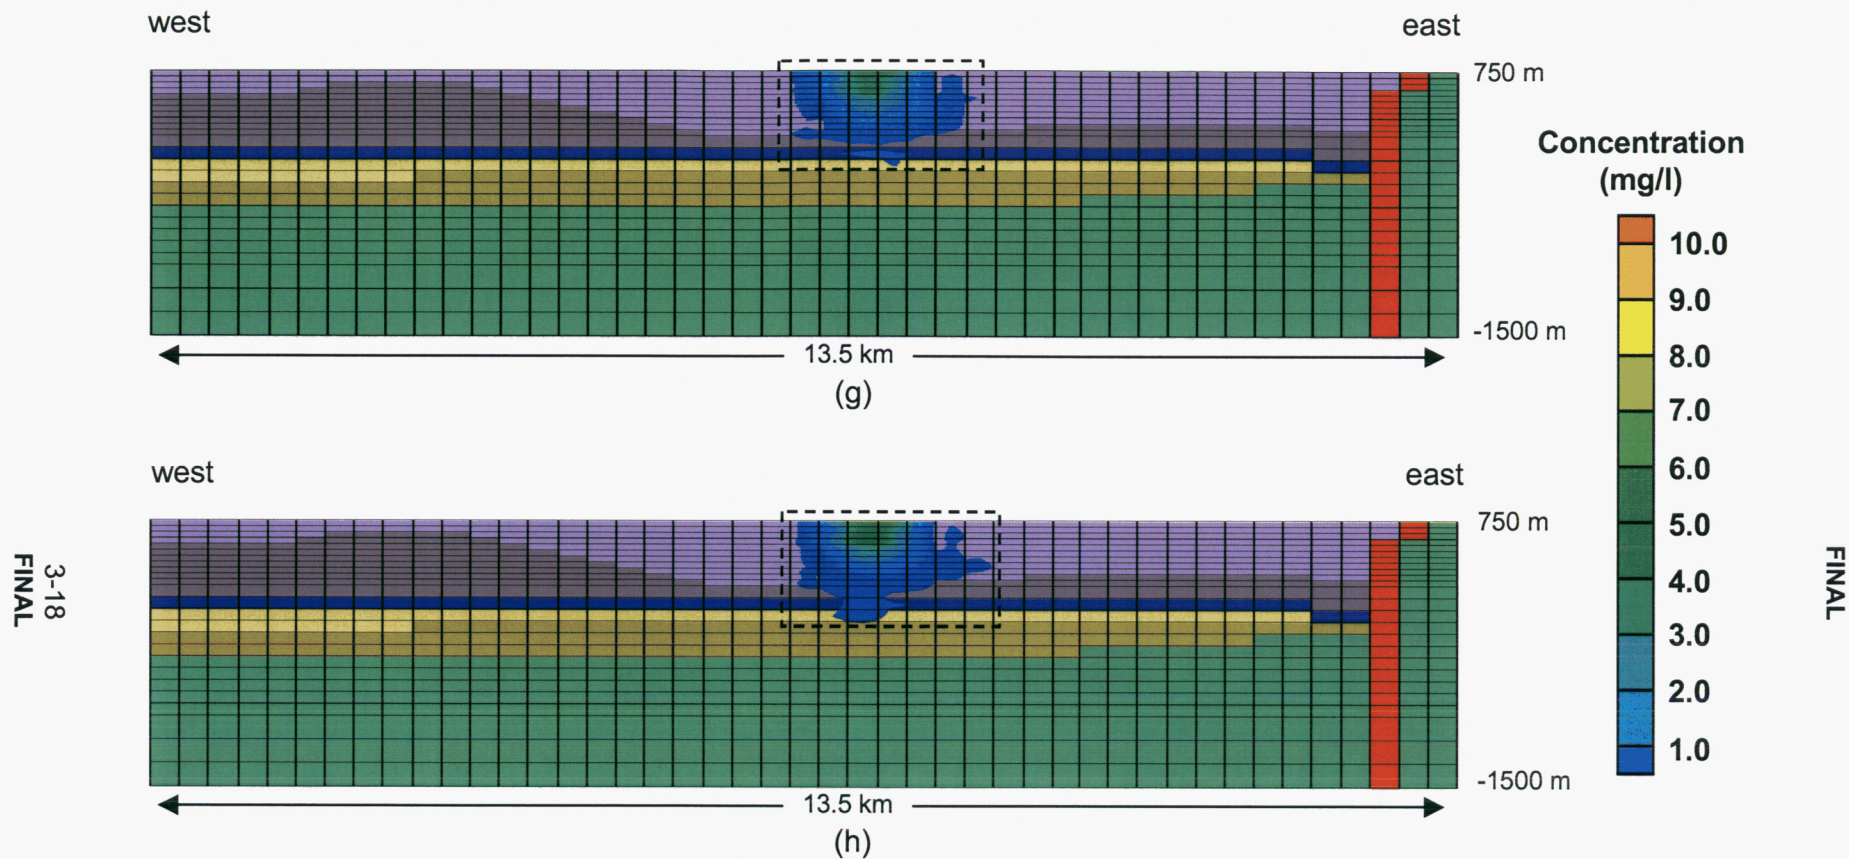 west
east
750 m
-1500 m
13.5 km
(g)
Concentration
(mg/l)
10.0
9.0
8.0
7.0
6.0
5.0
4.0
3.0
2.0
1.0
west
east
750 m
-1500 m
13.5 km
(h)
3-18
FINAL
FINAL